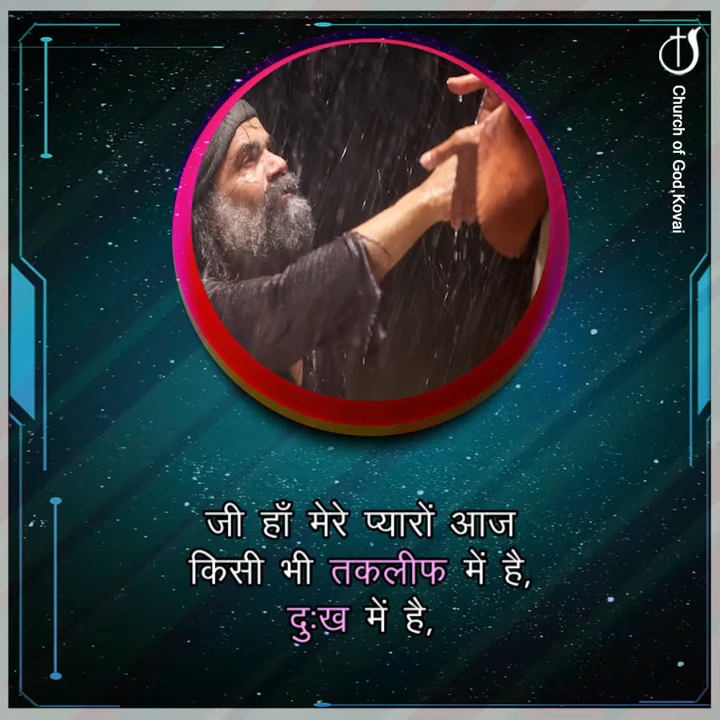 Church of God,Kovai
जी हाँ मेरे प्यारों आज
किसी भी तकलीफ में है,
दुःख में है,